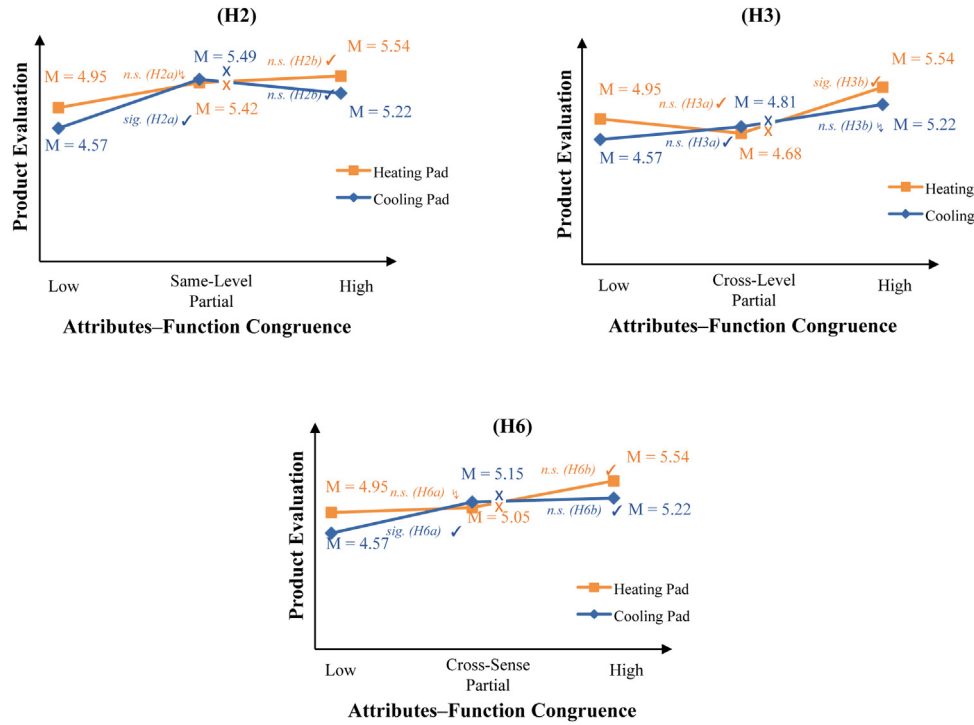 (H2)
Product Evaluation
M = 4.95
n.s. (H2a)↯
M = 5.49
X
X
n.s. (H2b) ✓
M = 5.54
M = 4.57
sig. (H2a) ✓
M = 5.42
n.s. (H2b) ✓
M = 5.22
Heating Pad
Cooling Pad
Low
Same-Level
Partial
High
Attributes–Function Congruence
(H3)
Product Evaluation
M = 4.95
n.s. (H3a) ✓
M = 4.81
X
X
sig. (H3b) ✓
M = 5.54
M = 4.57
n.s. (H3a) ✓
M = 4.68
n.s. (H3b) ↯
M = 5.22
Heating
Cooling
Low
Cross-Level
Partial
High
Attributes–Function Congruence
(H6)
Product Evaluation
M = 4.95
n.s. (H6a) ↯
M = 5.15
X
X
n.s. (H6b) ✓
M = 5.54
M = 4.57
sig. (H6a) ✓
M = 5.05
n.s. (H6b) ✓
M = 5.22
Heating Pad
Cooling Pad
Low
Cross-Sense
Partial
High
Attributes–Function Congruence